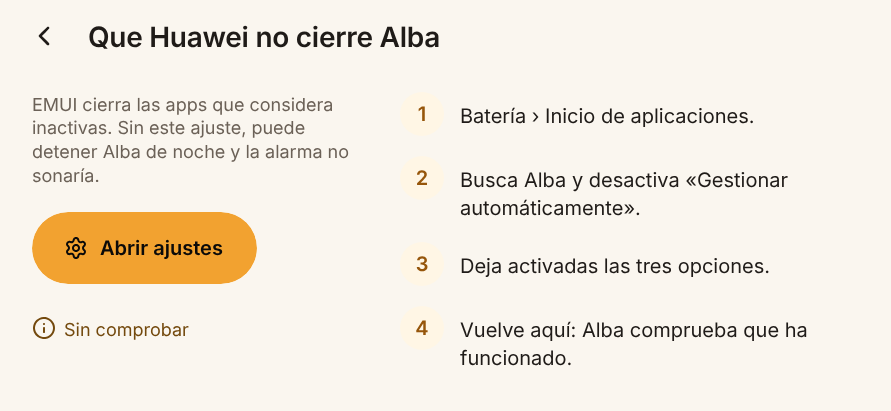 Que Huawei no cierre Alba
EMUI cierra las apps que considera
inactivas. Sin este ajuste, puede
detener Alba de noche y la alarma no
sonaría.
Abrir ajustes
Sin comprobar
1
Batería › Inicio de aplicaciones.
2
Busca Alba y desactiva «Gestionar
automáticamente».
3
Deja activadas las tres opciones.
4
Vuelve aquí: Alba comprueba que ha
funcionado.